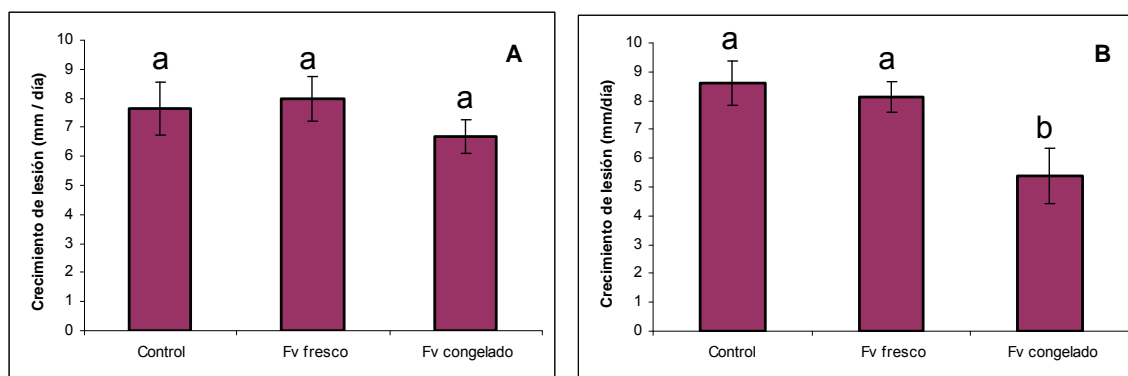 A
Crecimiento de lesión (mm / día)
10
9
8
7
6
5
4
3
2
1
0
a
a
a
Control
Fv fresco
Fv congelado
B
Crecimiento de lesión (mm/día)
10
9
8
7
6
5
4
3
2
1
0
a
a
b
Control
Fv fresco
Fv congelado